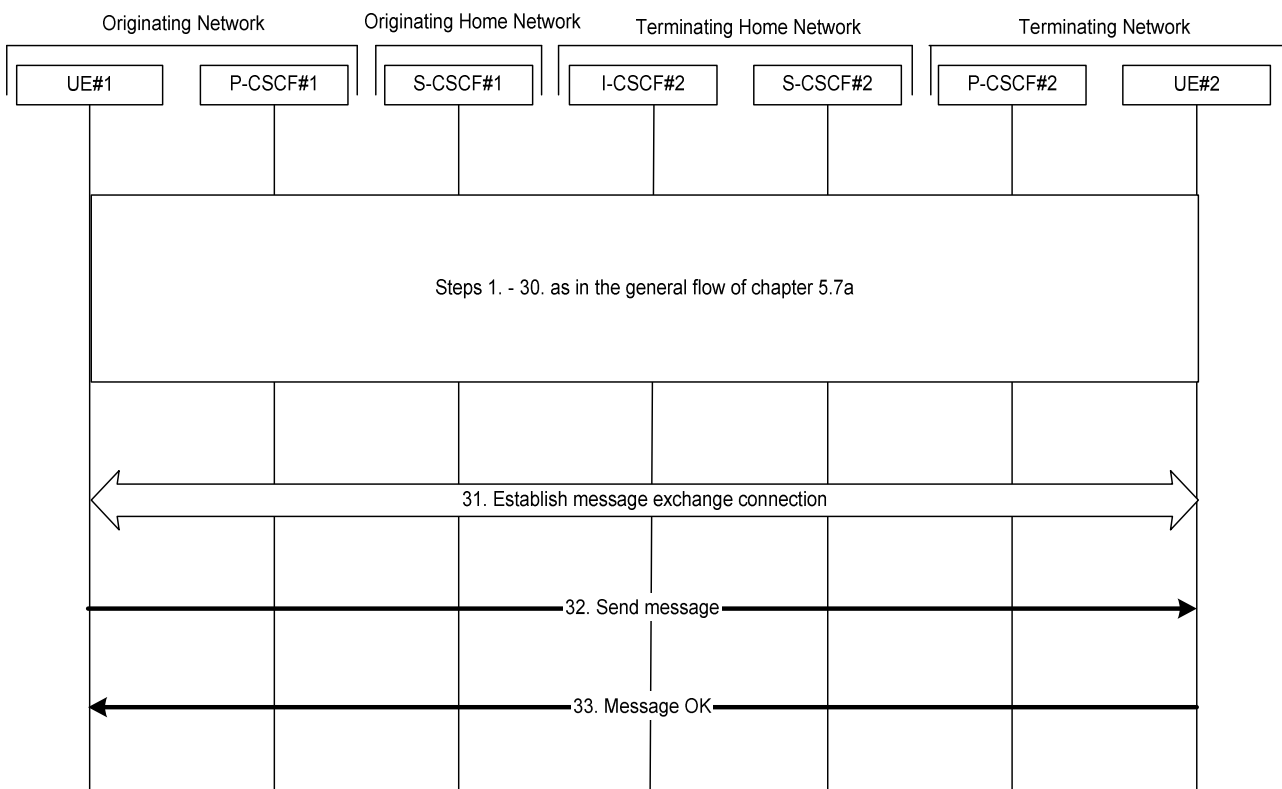 Originating Network
Originating Home Network
Terminating Home Network
Terminating Network
UE#1
P-CSCF#1
S-CSCF#1
I-CSCF#2
S-CSCF#2
P-CSCF#2
UE#2
Steps 1. - 30. as in the general flow of chapter 5.7a
31. Establish message exchange connection
32. Send message
33. Message OK